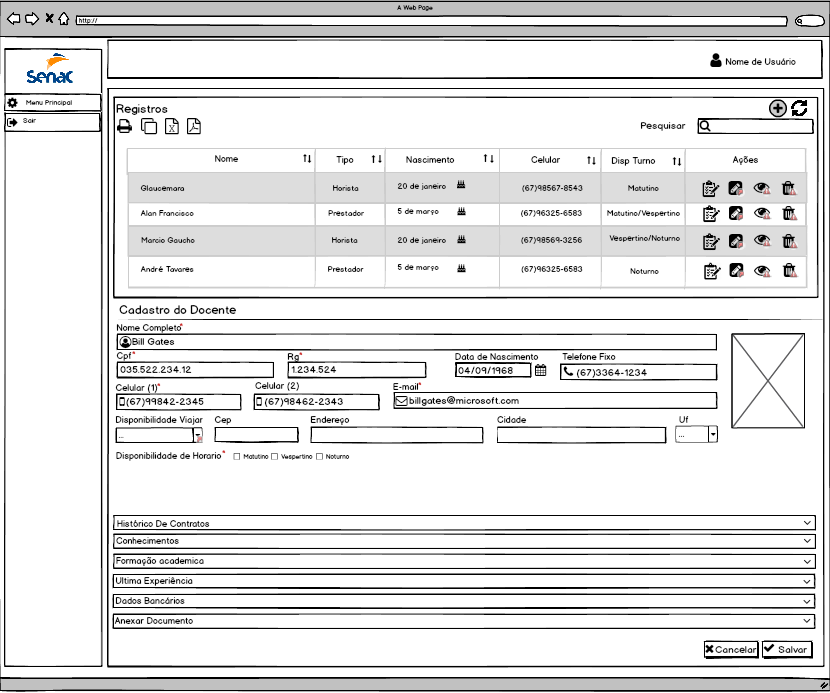 A Web Page
http://
Senac
Nome de Usuário
Menu Principal
Sair
Registros
Pesquisar
Nome Tipo Nascimento Celular Disp Turno Ações
Glaucemara Horista 20 de janeiro (67)98567-8543 Matutino
Alan Francisco Prestador 5 de março (67)96325-6583 Matutino/Vespertino
Marcio Gaucho Horista 20 de janeiro (67)98569-3256 Vespertino/Noturno
André Tavares Prestador 5 de março (67)96325-6583 Noturno
Cadastro do Docente
Nome Completo*
Bill Gates
Cpf* Rg* Data de Nascimento Telefone Fixo
035.522.234.12 1.234.524 04/09/1968 (67)3364-1234
Celular (1)* Celular (2) E-mail*
(67)99842-2345 (67)98462-2343 billgates@microsoft.com
Disponibilidade Viajar Cep Endereço Cidade Uf
... ...
Disponibilidade de Horario* Matutino Vespertino Noturno
Histórico De Contratos
Conhecimentos
Formação academica
Ultima Experiência
Dados Bancários
Anexar Documento
Cancelar Salvar